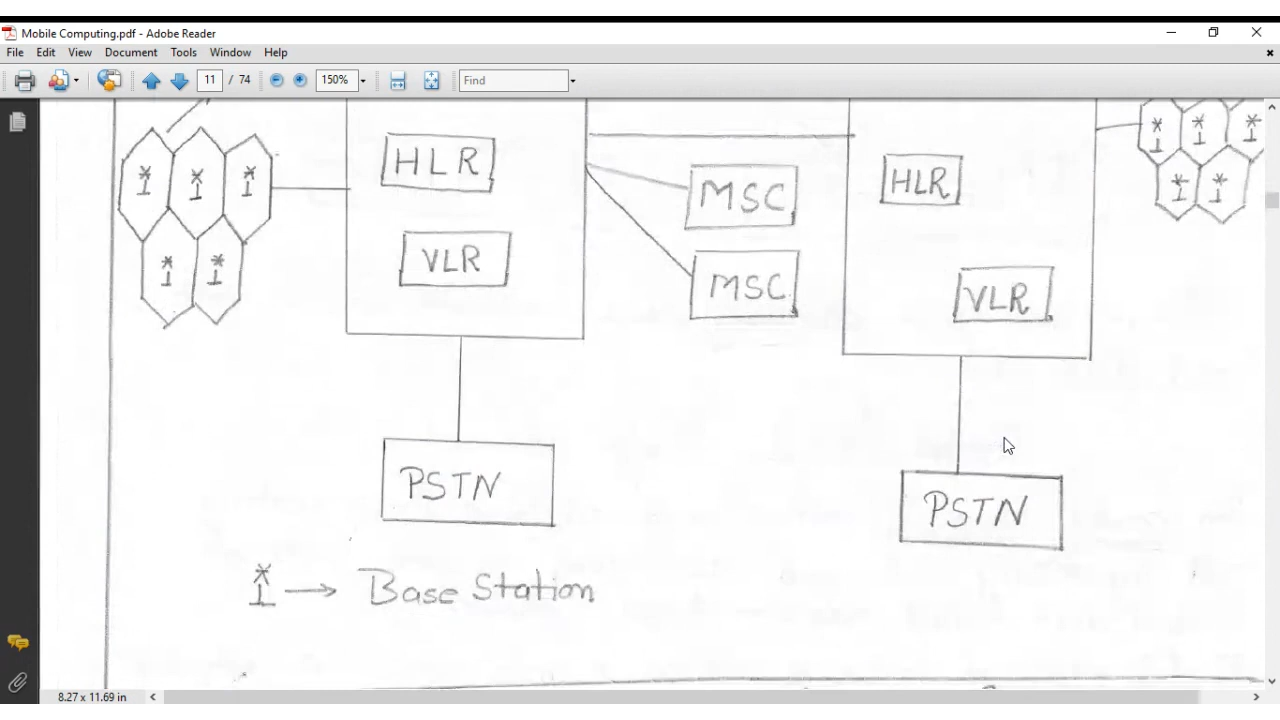 Mobile Computing.pdf - Adobe Reader
File Edit View Document Tools Window Help
11 / 74 150% Find
HLR MSC HLR
VLR MSC VLR
PSTN PSTN
Base Station
8.27 x 11.69 in